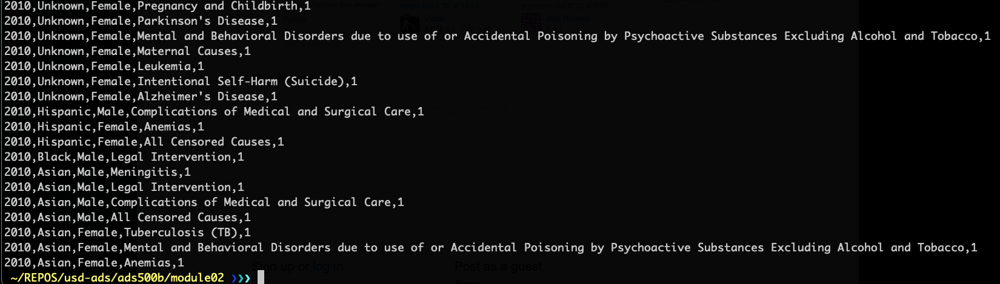 2010,Unknown,Female,Pregnancy and Childbirth,1
2010,Unknown,Female,Parkinson's Disease,1
2010,Unknown,Female,Mental and Behavioral Disorders due to use of or Accidental Poisoning by Psychoactive Substances Excluding Alcohol and Tobacco,1
2010,Unknown,Female,Maternal Causes,1
2010,Unknown,Female,Leukemia,1
2010,Unknown,Female,Intentional Self-Harm (Suicide),1
2010,Unknown,Female,Alzheimer's Disease,1
2010,Hispanic,Male,Complications of Medical and Surgical Care,1
2010,Hispanic,Female,Anemias,1
2010,Hispanic,Female,All Censored Causes,1
2010,Black,Male,Legal Intervention,1
2010,Asian,Male,Meningitis,1
2010,Asian,Male,Legal Intervention,1
2010,Asian,Male,Complications of Medical and Surgical Care,1
2010,Asian,Male,All Censored Causes,1
2010,Asian,Female,Tuberculosis (TB),1
2010,Asian,Female,Mental and Behavioral Disorders due to use of or Accidental Poisoning by Psychoactive Substances Excluding Alcohol and Tobacco,1
2010,Asian,Female,Anemias,1
Sign up or log in Post as a guest
~/REPOS/usd-ads/ads500b/module02 ❯❯❯